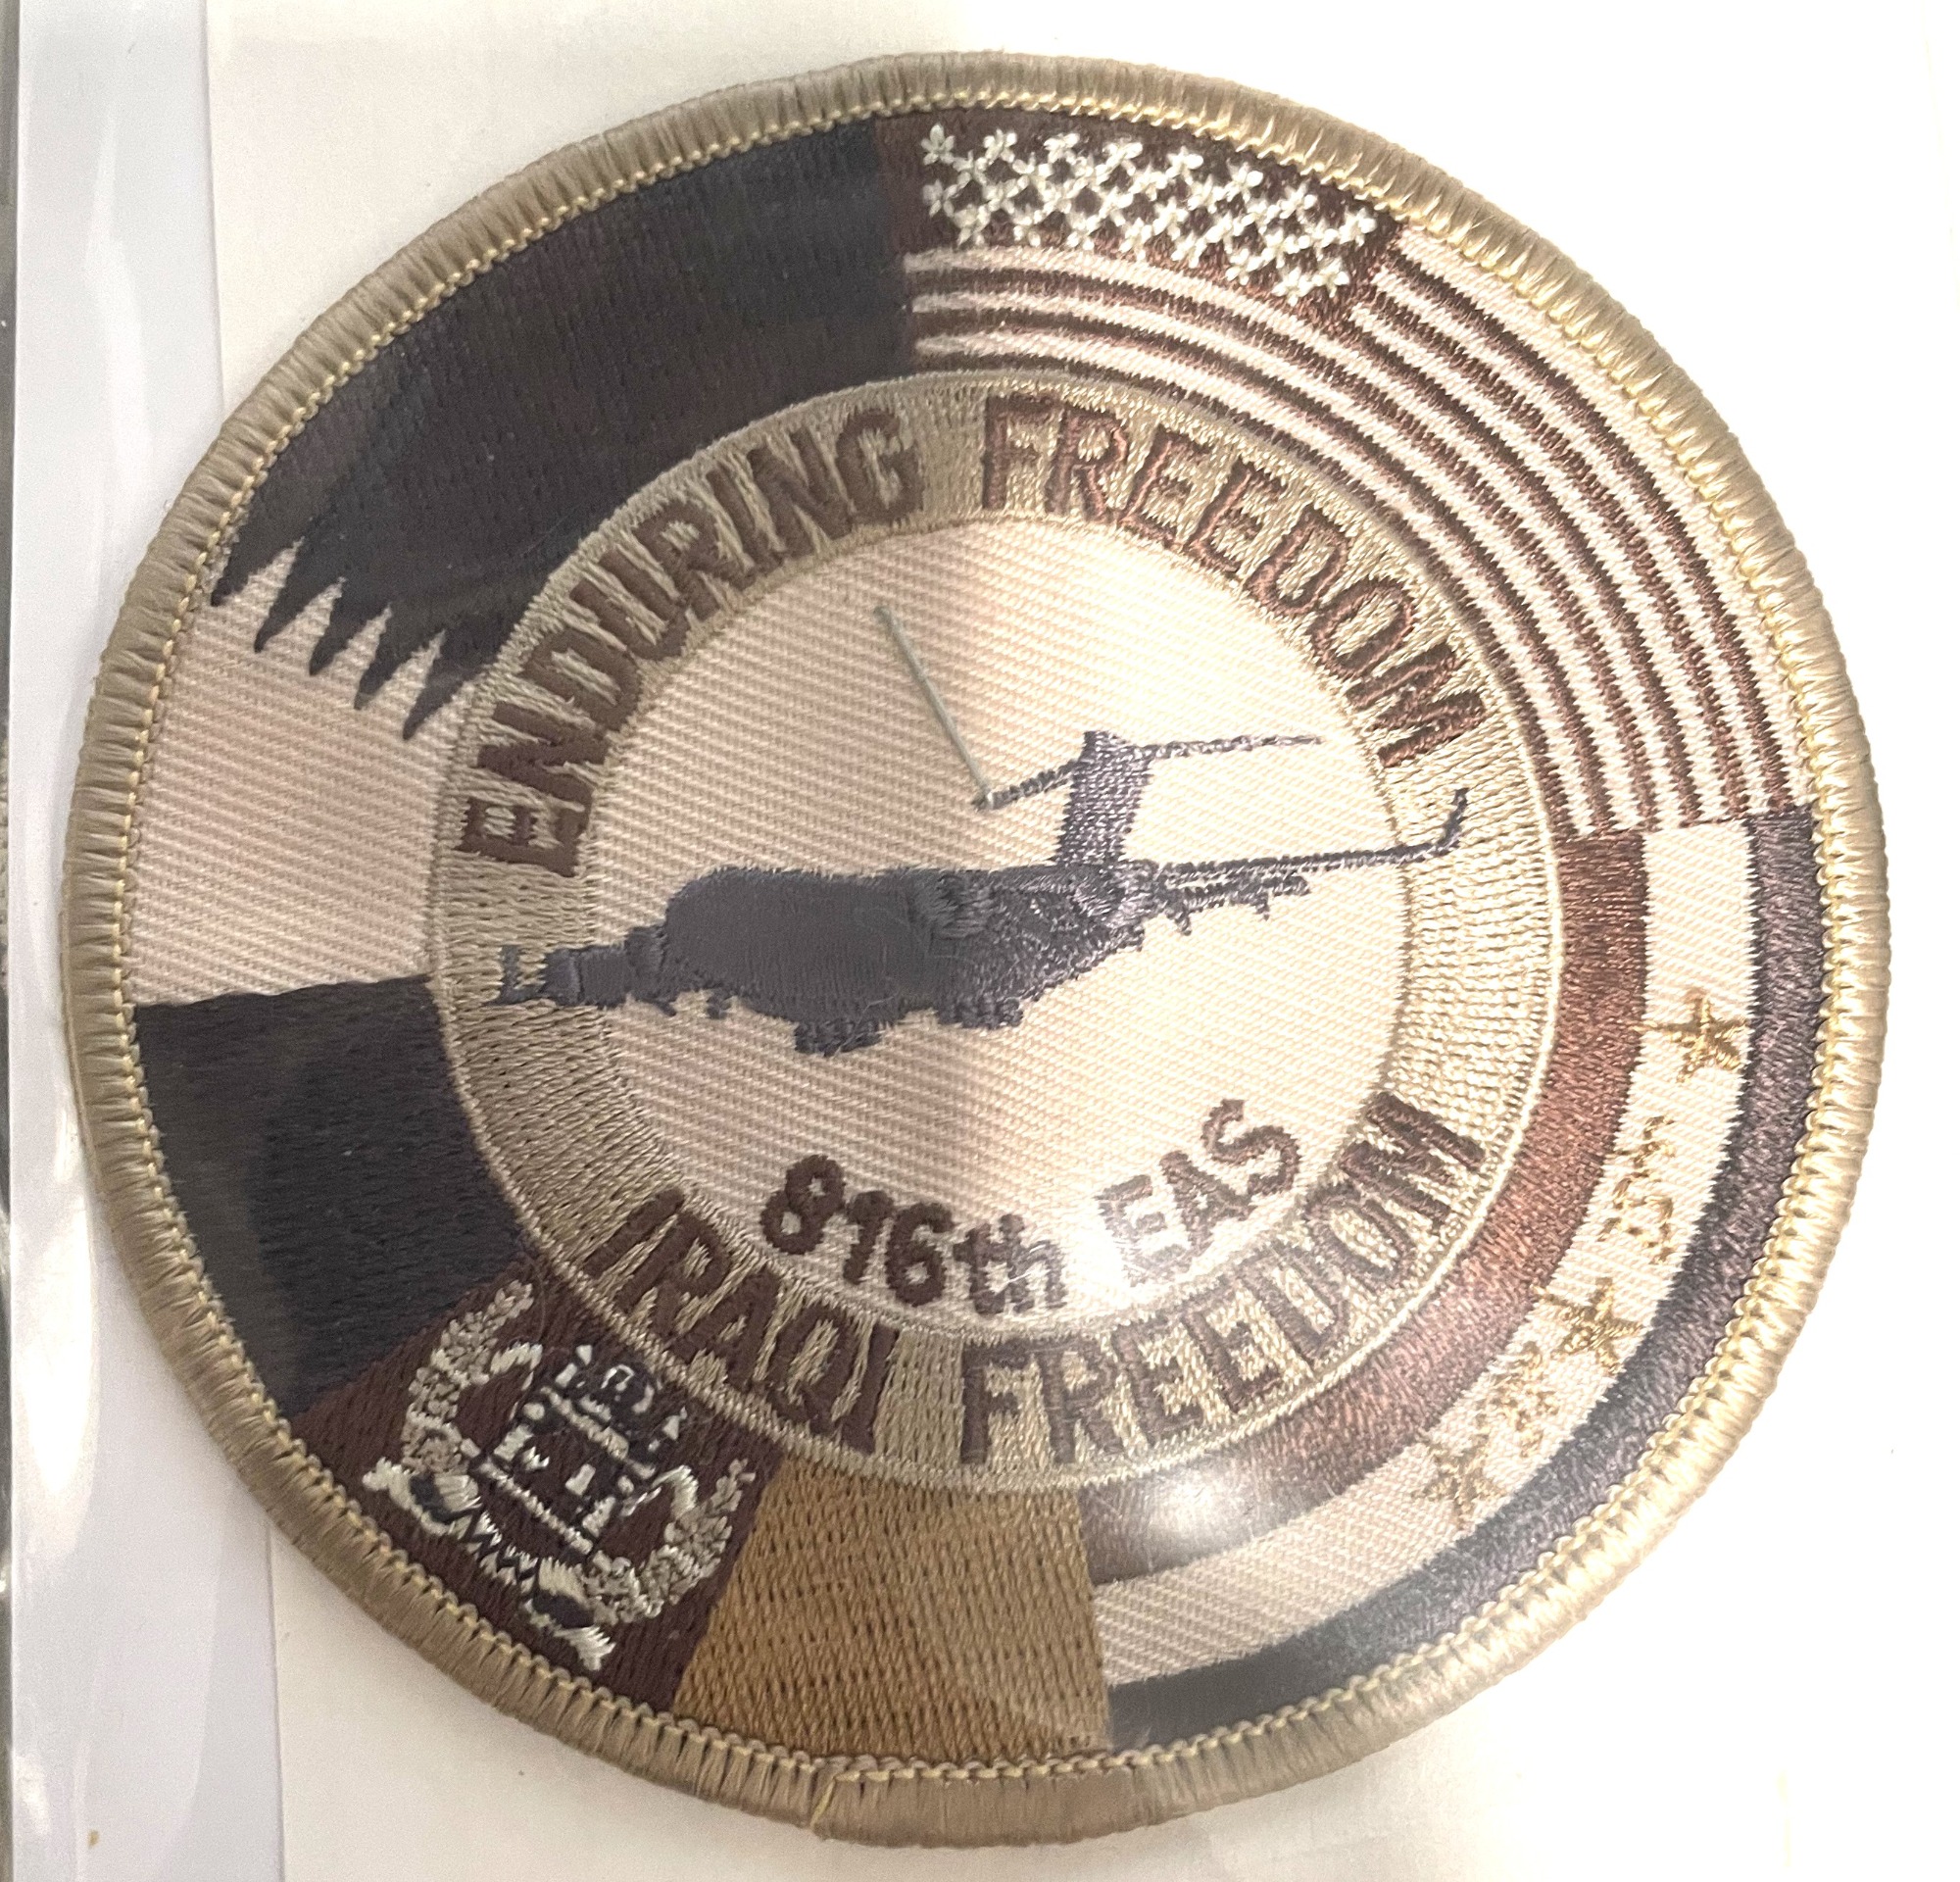 ENDURING FREEDOM
816th EAS
IRAQI FREEDOM